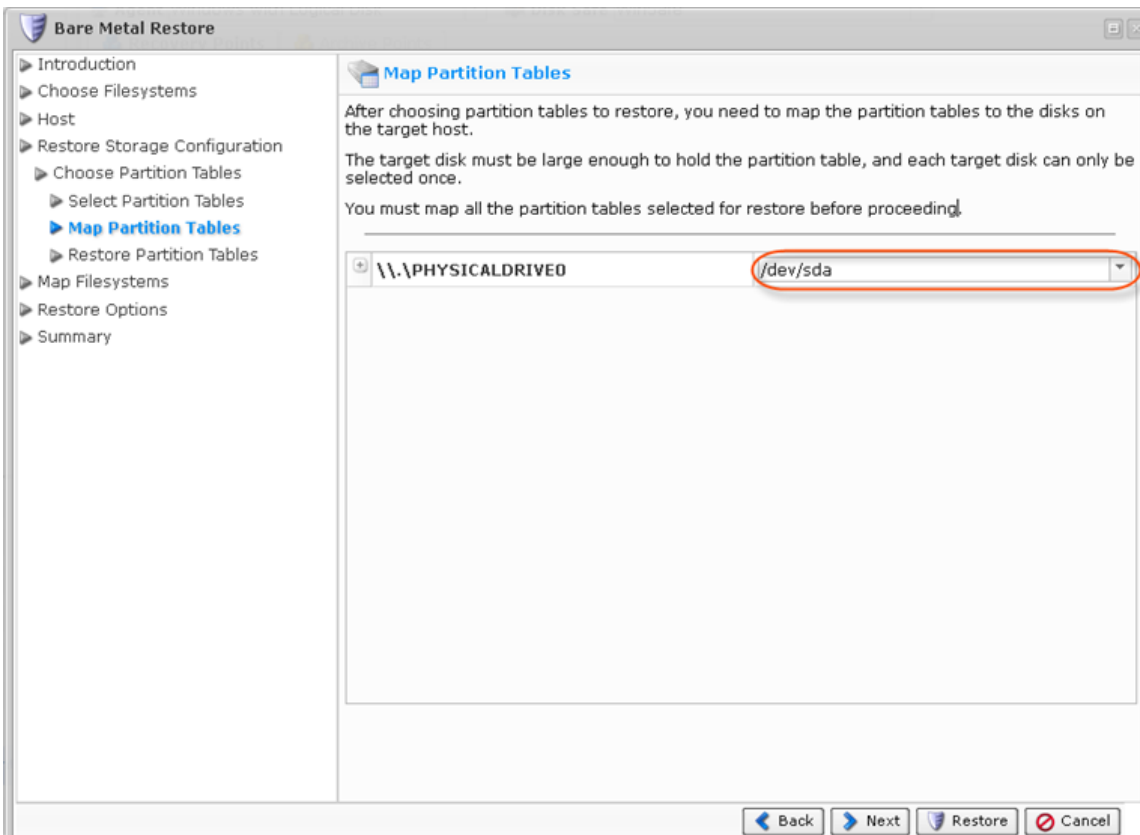 Bare Metal Restore
Introduction
Choose Filesystems
Host
Restore Storage Configuration
Choose Partition Tables
Select Partition Tables
Map Partition Tables
Restore Partition Tables
Map Filesystems
Restore Options
Summary
Map Partition Tables
After choosing partition tables to restore, you need to map the partition tables to the disks on
the target host.
The target disk must be large enough to hold the partition table, and each target disk can only be
selected once.
You must map all the partition tables selected for restore before proceeding.
\\.\PHYSICALDRIVE0
/dev/sda
Back
Next
Restore
Cancel